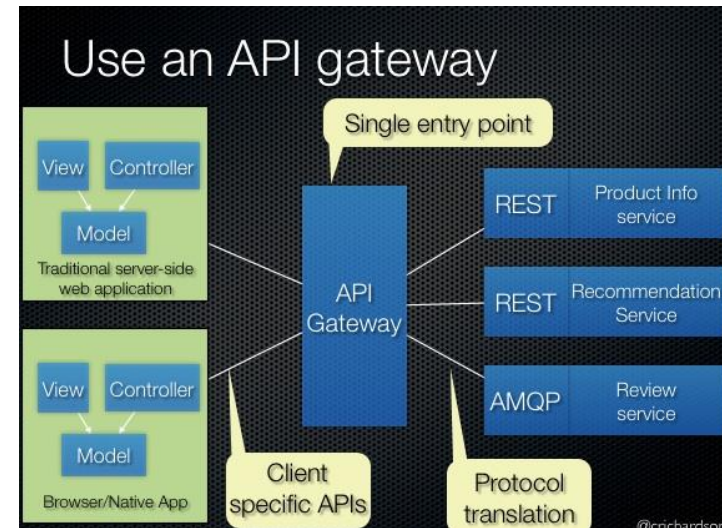 Use an API gateway
Single entry point
View
Controller
Model
Traditional server-side
web application
View
Controller
Model
Browser/Native App
API
Gateway
Client
specific APIs
Protocol
translation
REST
Product Info
service
REST
Recommendation
Service
AMQP
Review
service
@crichardson